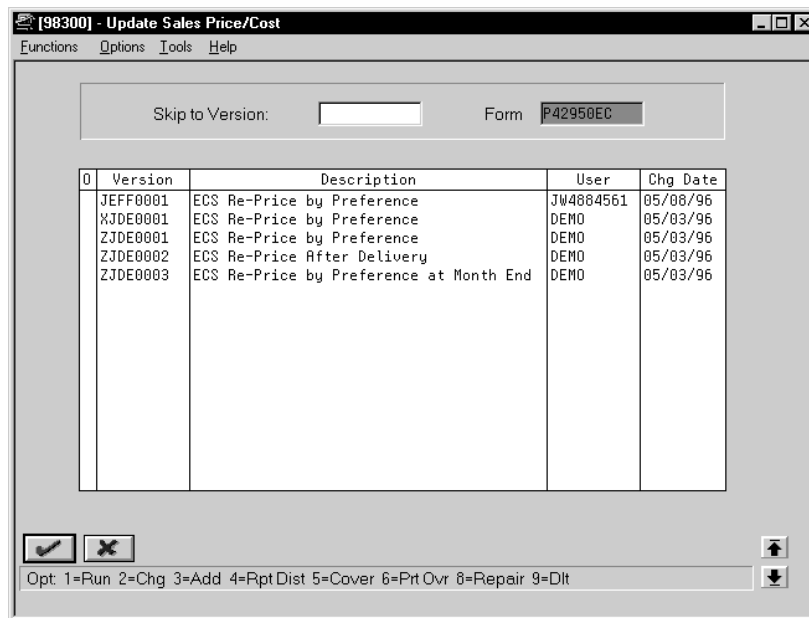 [98300] - Update Sales Price/Cost
Functions Options Tools Help
Skip to Version: Form P42950EC
O Version Description User Chg Date
JEFF0001 ECS Re-Price by Preference JW4884561 05/08/96
XJDE0001 ECS Re-Price by Preference DEMO 05/03/96
ZJDE0001 ECS Re-Price by Preference DEMO 05/03/96
ZJDE0002 ECS Re-Price After Delivery DEMO 05/03/96
ZJDE0003 ECS Re-Price by Preference at Month End DEMO 05/03/96
Opt: 1=Run 2=Chg 3=Add 4=Rpt Dist 5=Cover 6=Prt Ovr 8=Repair 9=Dlt